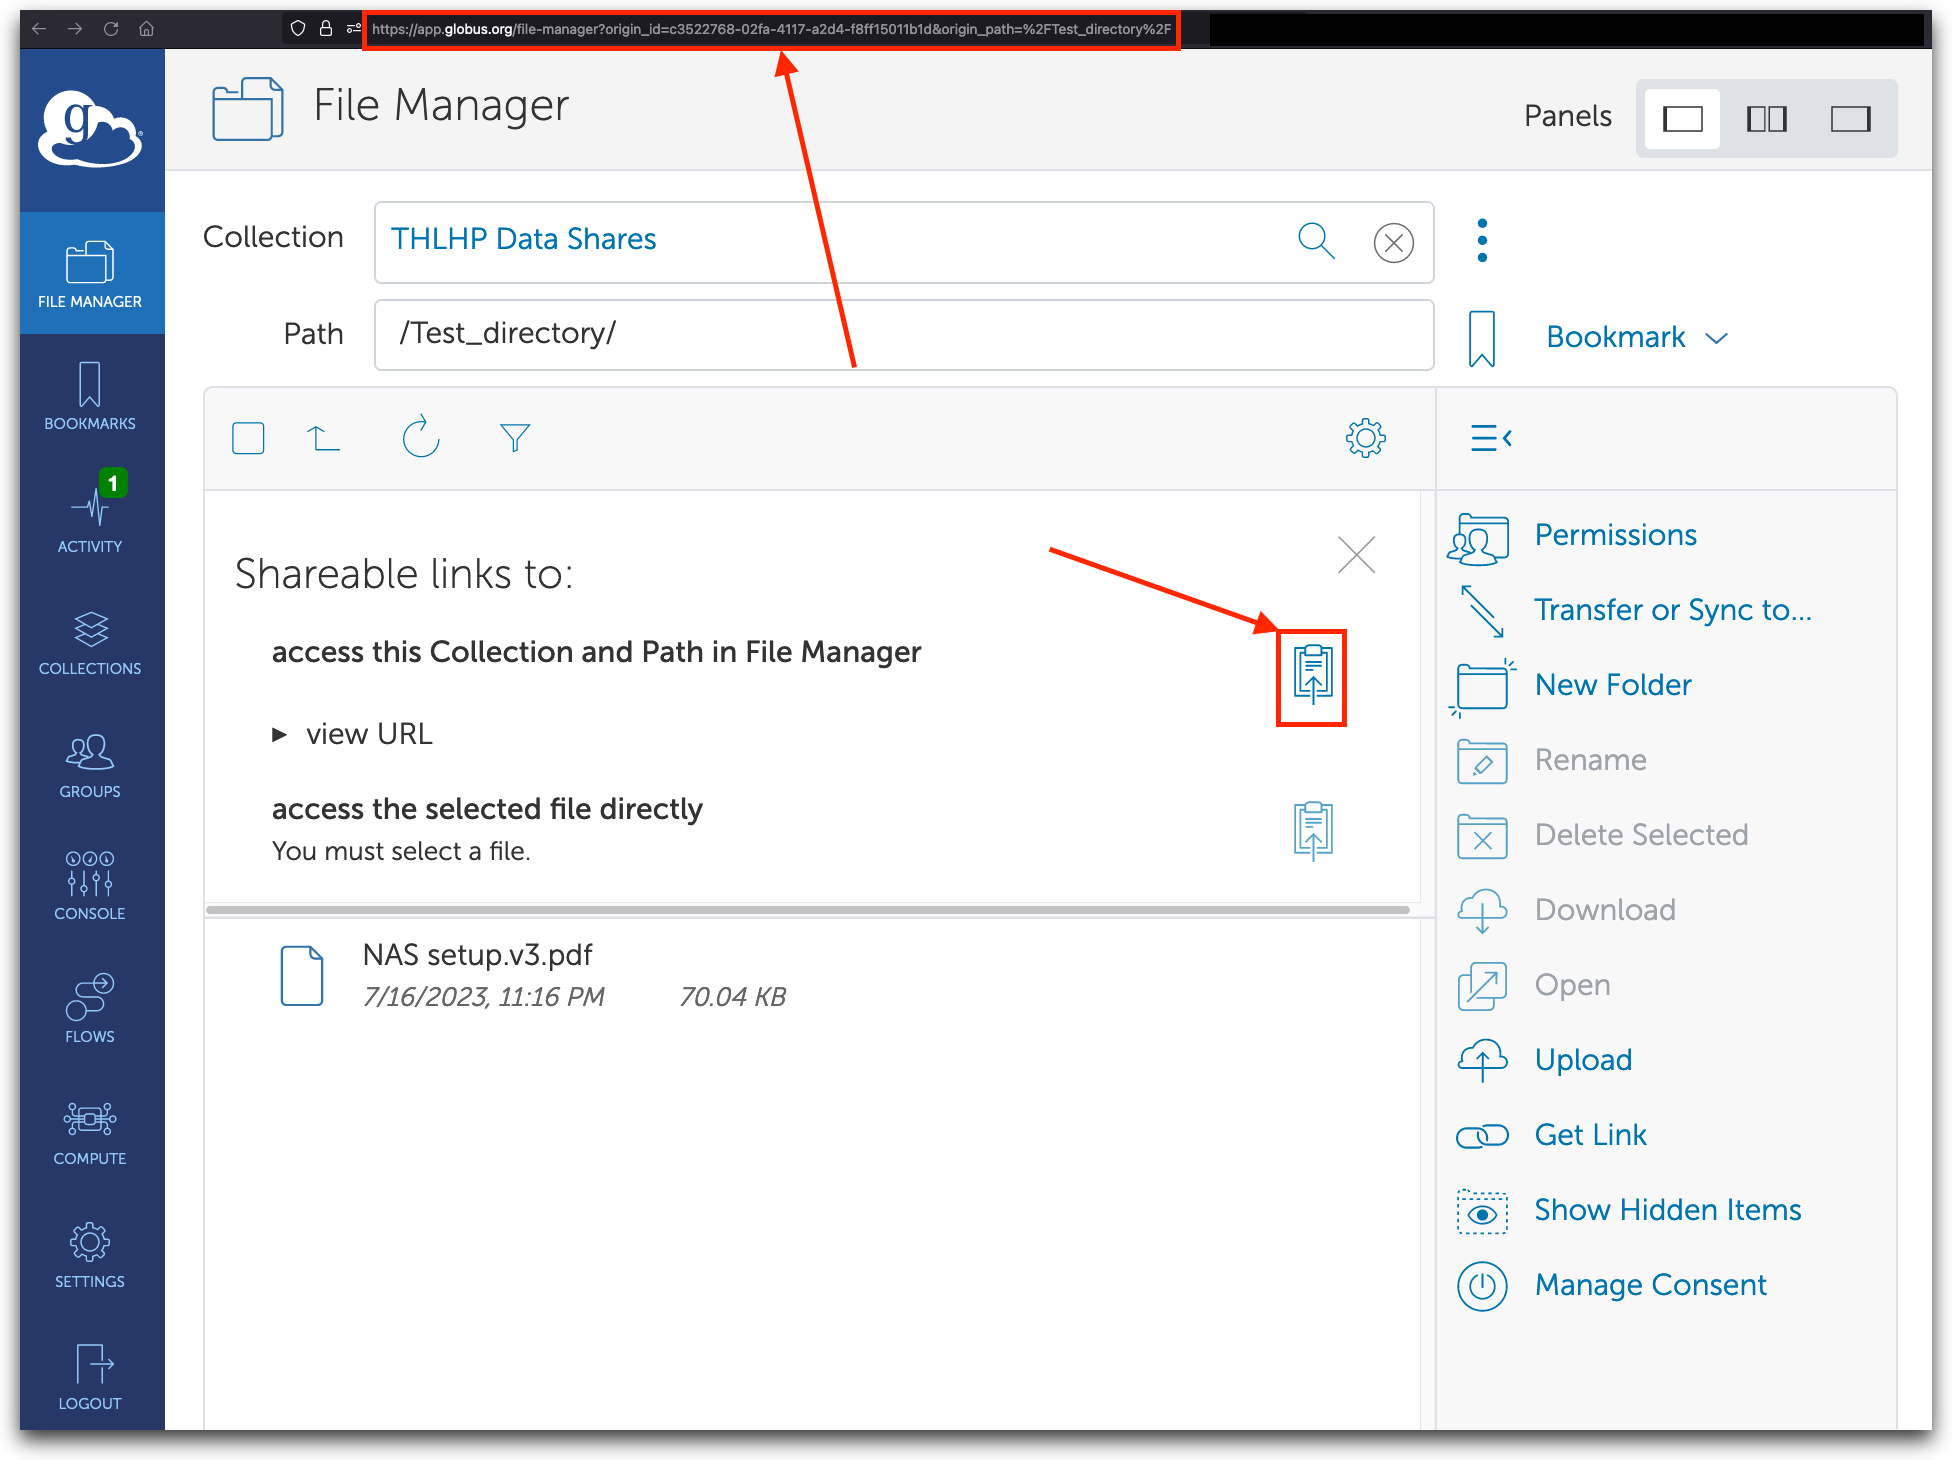 https://app.globus.org/file-manager?origin_id=c3522768-02fa-4117-a2d4-f8ff15011b1d&origin_path=%2FTest_directory%2F
g
File Manager
Panels
Collection
THLHP Data Shares
Path
/Test_directory/
Bookmark
FILE MANAGER
BOOKMARKS
1
ACTIVITY
COLLECTIONS
GROUPS
CONSOLE
FLOWS
COMPUTE
SETTINGS
LOGOUT
Shareable links to:
access this Collection and Path in File Manager
view URL
access the selected file directly
You must select a file.
NAS setup.v3.pdf
7/16/2023, 11:16 PM
70.04 KB
Permissions
Transfer or Sync to...
New Folder
Rename
Delete Selected
Download
Open
Upload
Get Link
Show Hidden Items
Manage Consent